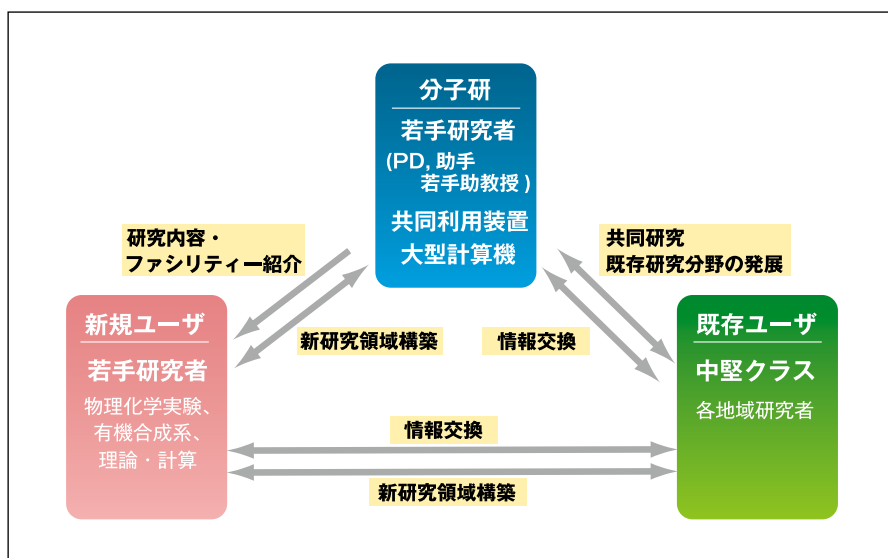 分子研
若手研究者
(PD, 助手
若手助教授)
共同利用装置
大型計算機
研究内容・
ファシリティー紹介
共同研究
既存研究分野の発展
新研究領域構築
情報交換
新規ユーザ
若手研究者
物理化学実験、
有機合成系、
理論・計算
既存ユーザ
中堅クラス
各地域研究者
情報交換
新研究領域構築